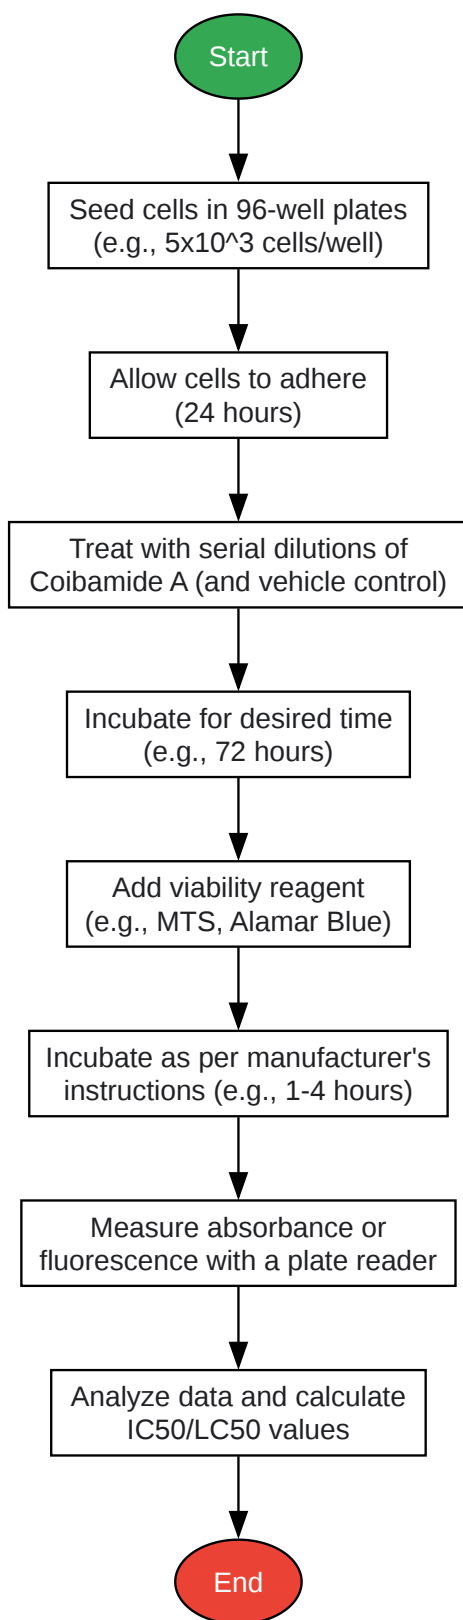 Start
Seed cells in 96-well plates
(e.g., 5x10^3 cells/well)
Allow cells to adhere
(24 hours)
Treat with serial dilutions of
Coibamide A (and vehicle control)
Incubate for desired time
(e.g., 72 hours)
Add viability reagent
(e.g., MTS, Alamar Blue)
Incubate as per manufacturer's
instructions (e.g., 1-4 hours)
Measure absorbance or
fluorescence with a plate reader
Analyze data and calculate
IC50/LC50 values
End